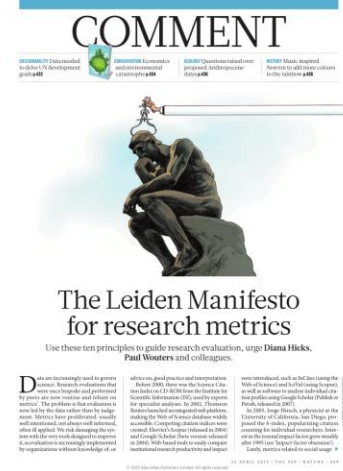 COMMENT
SUSTAINABILITY Data needed
to drive UN development
goals p.432
CONSERVATION Economics
and environmental
catastrophe p.434
GEOLOGY Questions raised over
proposed Anthropocene
dates p.436
HISTORY Music inspired
Newton to add more colours
to the rainbow p.436
The Leiden Manifesto
for research metrics
Use these ten principles to guide research evaluation, urge Diana Hicks,
Paul Wouters and colleagues.
Data are increasingly used to govern
science. Research evaluations that
were once bespoke and performed
by peers are now routine and reliant on
metrics¹. The problem is that evaluation is
now led by the data rather than by judge-
ment. Metrics have proliferated: usually
well intentioned, not always well informed,
often ill applied. We risk damaging the sys-
tem with the very tools designed to improve
it, as evaluation is increasingly implemented
by organizations without knowledge of, or
advice on, good practice and interpretation.
Before 2000, there was the Science Cita-
tion Index on CD-ROM from the Institute for
Scientific Information (ISI), used by experts
for specialist analyses. In 2002, Thomson
Reuters launched an integrated web platform,
making the Web of Science database widely
accessible. Competing citation indices were
created: Elsevier's Scopus (released in 2004)
and Google Scholar (beta version released
in 2004). Web-based tools to easily compare
institutional research productivity and impact
were introduced, such as InCites (using the
Web of Science) and SciVal (using Scopus),
as well as software to analyse individual cita-
tion profiles using Google Scholar (Publish or
Perish, released in 2007).
In 2005, Jorge Hirsch, a physicist at the
University of California, San Diego, pro-
posed the h-index, popularizing citation
counting for individual researchers. Inter-
est in the journal impact factor grew steadily
after 1995 (see 'Impact-factor obsession').
Lately, metrics related to social usage
23 APRIL 2015 | VOL 520 | NATURE | 429
© 2015 Macmillan Publishers Limited. All rights reserved